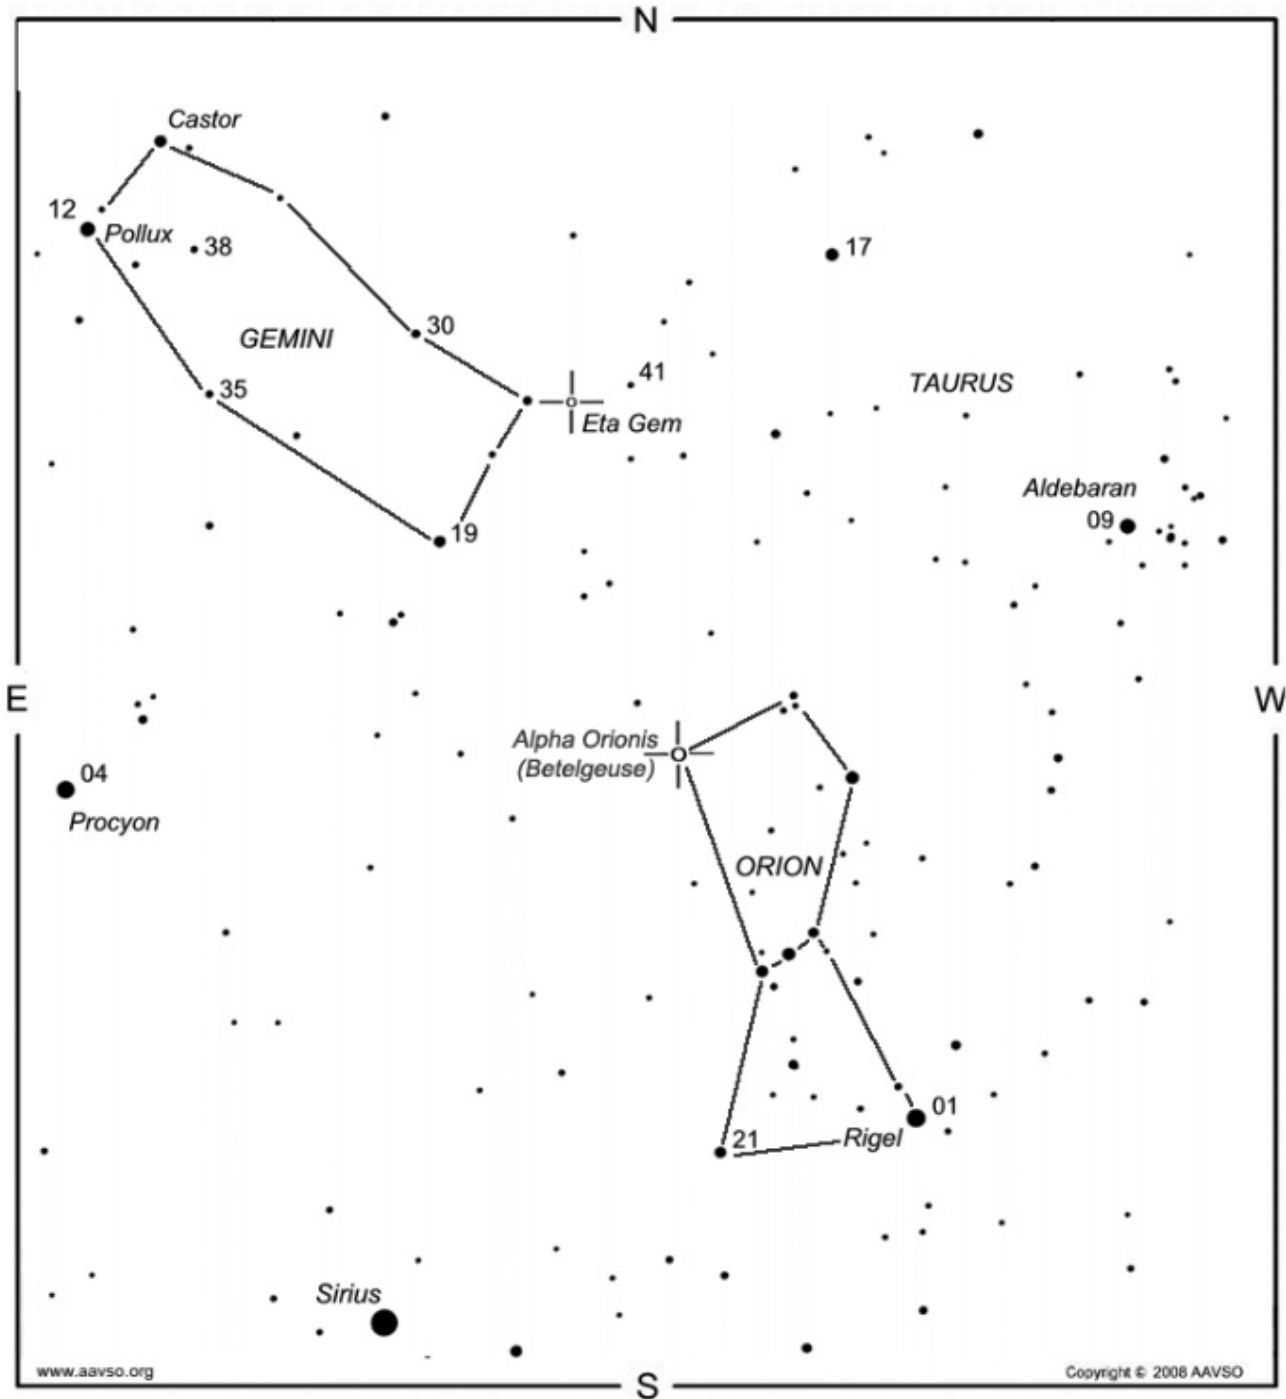 N
Castor
12
Pollux
38
17
GEMINI
30
41
TAURUS
35
Eta Gem
Aldebaran
09
19
E
W
Alpha Orionis
(Betelgeuse)
04
Procyon
ORION
01
21
Rigel
Sirius
www.aavso.org
Copyright © 2008 AAVSO
S